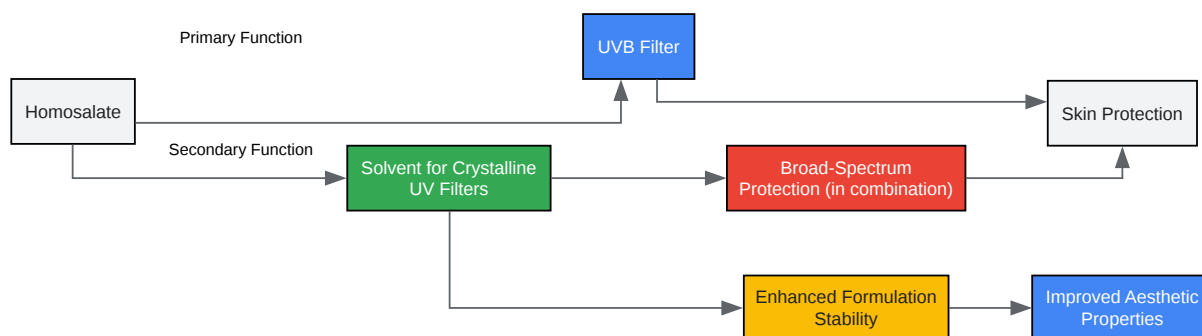 Primary Function
UVB Filter
Homosalate
Skin Protection
Secondary Function
Solvent for Crystalline
UV Filters
Broad-Spectrum
Protection (in combination)
Enhanced Formulation
Stability
Improved Aesthetic
Properties